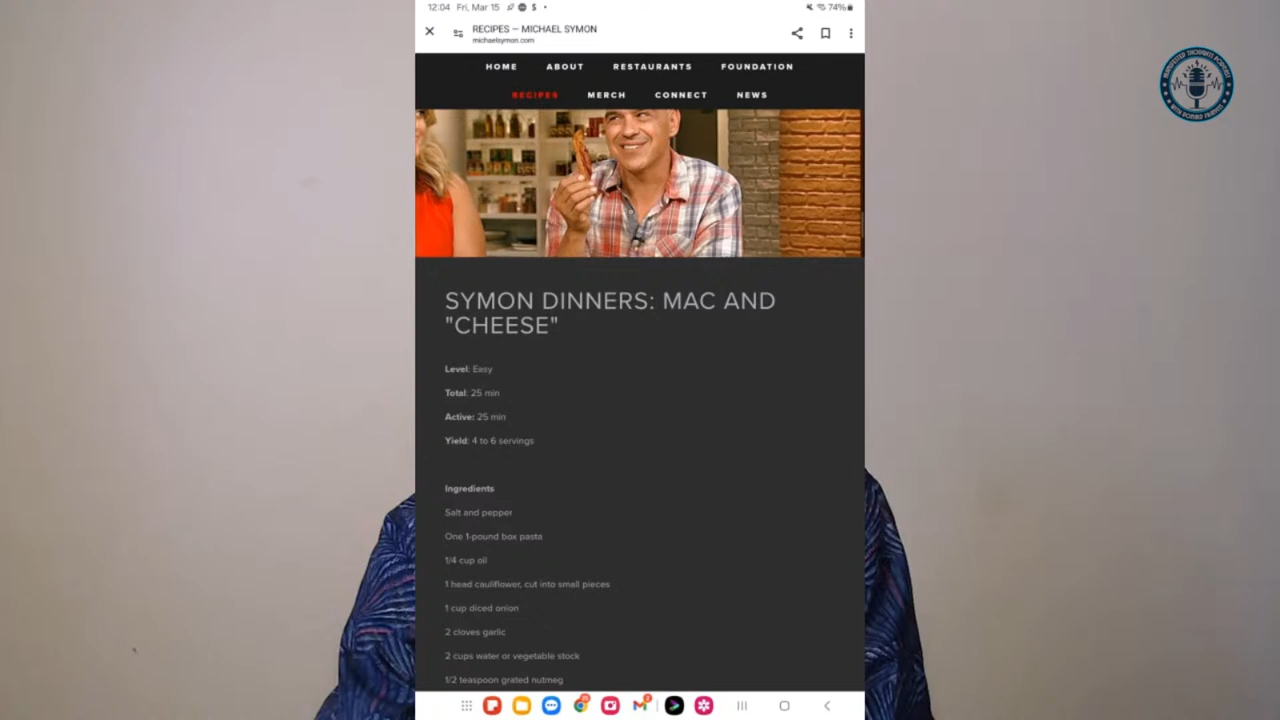 12:04 Fri, Mar 15
74%
RECIPES — MICHAEL SYMON
michaelsymon.com
HOME ABOUT RESTAURANTS FOUNDATION
RECIPES MERCH CONNECT NEWS
SYMON DINNERS: MAC AND
"CHEESE"
Level: Easy
Total: 25 min
Active: 25 min
Yield: 4 to 6 servings
Ingredients
Salt and pepper
One 1-pound box pasta
1/4 cup oil
1 head cauliflower, cut into small pieces
1 cup diced onion
2 cloves garlic
2 cups water or vegetable stock
1/2 teaspoon grated nutmeg